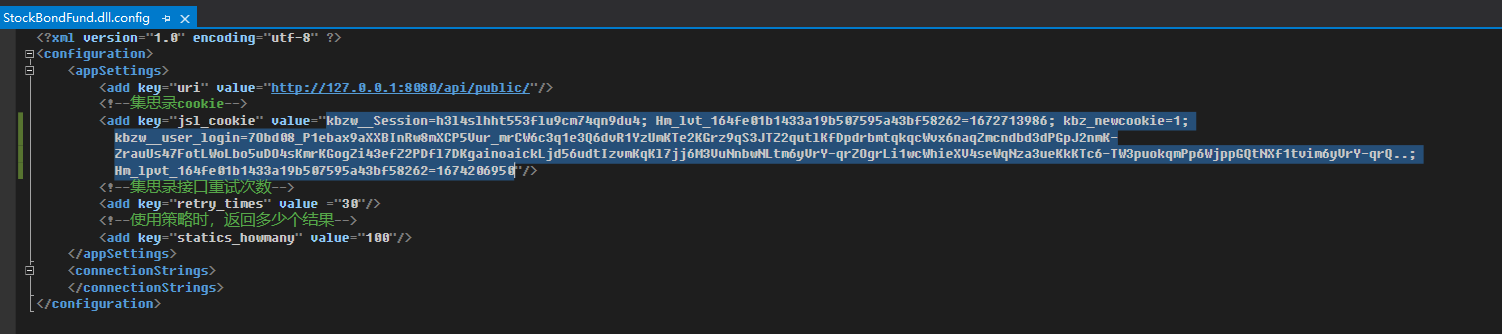 StockBondFund.dll.config
<?xml version="1.0" encoding="utf-8" ?>
<configuration>
<appSettings>
<add key="uri" value="http://127.0.0.1:8080/api/public/"/>
<!--集思录cookie-->
<add key="jsl_cookie" value="kbzw__Session=h3l4slhht553flu9cm74qn9du4; Hm_lvt_164fe01b1433a19b507595a43bf58262=1672713986; kbz_newcookie=1;
kbzw__user_login=7Obd08_P1ebax9aXXBInRw8mXCP5Vur_mrCW6c3q1e3Q6dvR1YzUmKTe2KGrz9qS3JTZ2qutlKfDpdrbmtqkqcWvx6naqZmcndbd3dPGpJ2nmK-
2rauUs47FotLWoLbo5uDO4sKmrKGogZi43efZ2PDfl7DKgainoaickLjd56udtIzvmKqKl7jj6M3VuNnbwNLtm6yVrY-qrZOgrLi1wcWhieXV4seWqNza3ueKkKTc6-TW3puokqmPp6WjppGQtNXf1tvim6yVrY-qrQ..;
Hm_lpvt_164fe01b1433a19b507595a43bf58262=1674206950"/>
<!--集思录接口重试次数-->
<add key="retry_times" value ="30"/>
<!--使用策略时，返回多少个结果-->
<add key="statics_howmany" value="100"/>
</appSettings>
<connectionStrings>
</connectionStrings>
</configuration>